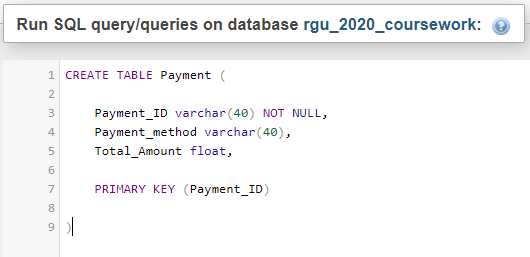 Run SQL query/queries on database rgu_2020_coursework:
1 CREATE TABLE Payment (
2
3 Payment_ID varchar(40) NOT NULL,
4 Payment_method varchar(40),
5 Total_Amount float,
6
7 PRIMARY KEY (Payment_ID)
8
9 )